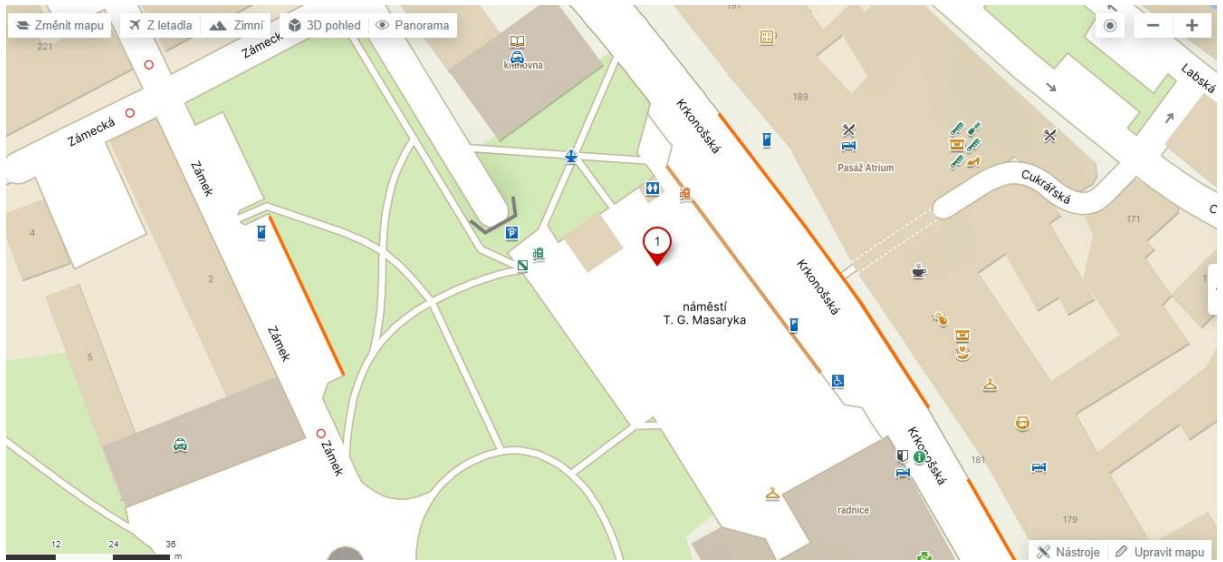 Změnit mapu
Z letadla
Zimní
3D pohled
Panorama
197
221
Zámecká
knihovna
Labská
189
Krkonošská
Zámecká
Pasáž Atrium
Zámek
Cukrářská
171
4
1
2
Krkonošská
náměstí
T. G. Masaryka
Zámek
5
Zámek
Krkonošská
181
radnice
179
12
24
36
m
Nástroje
Upravit mapu